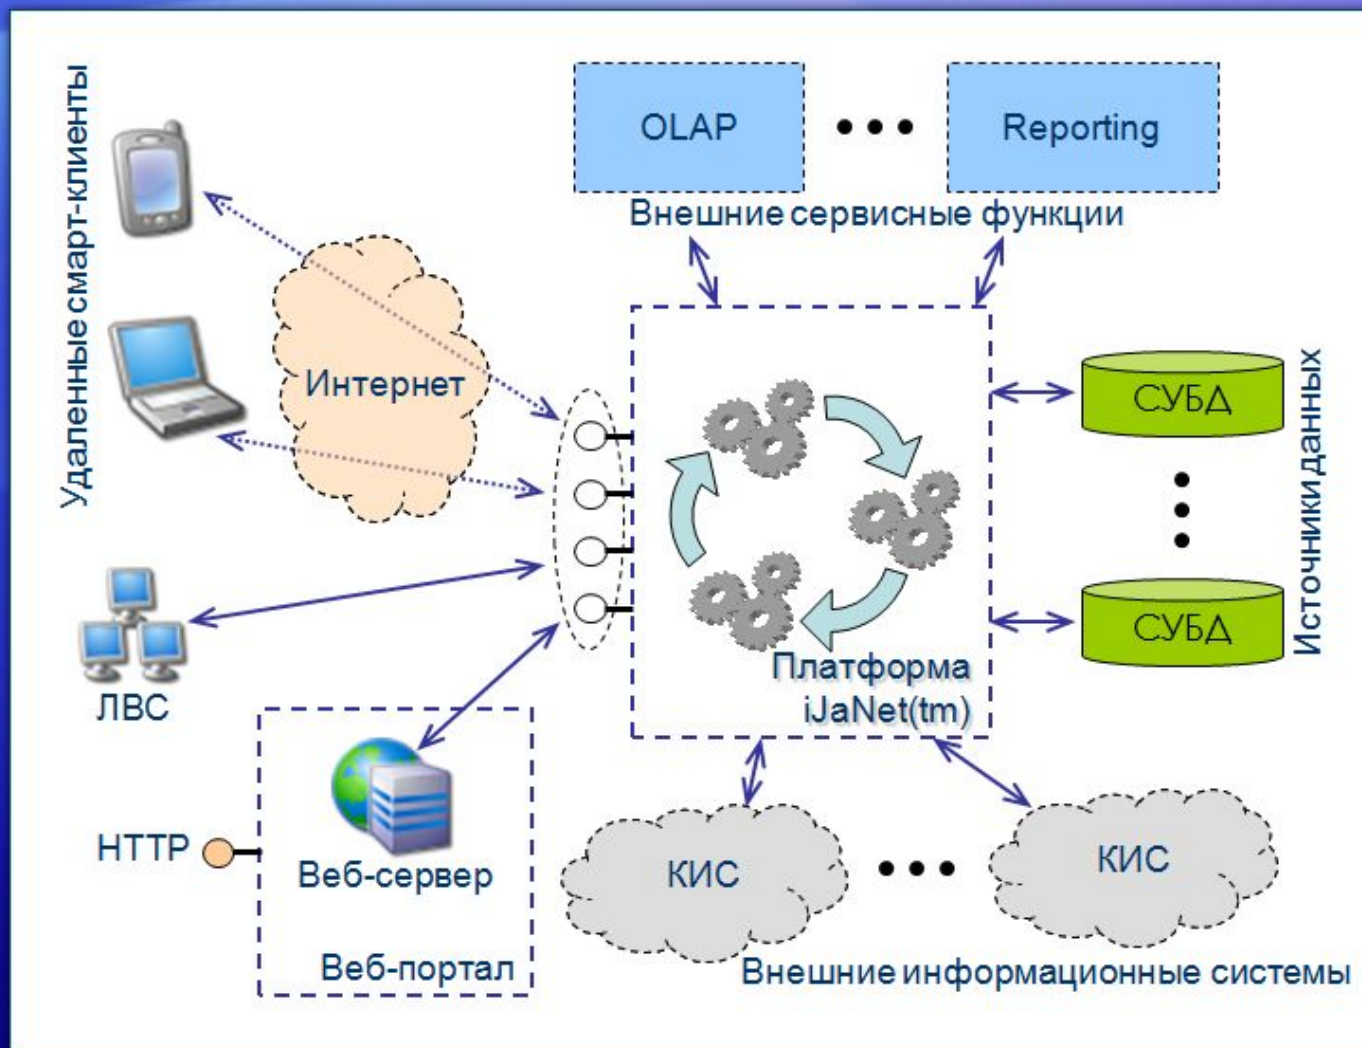 Удаленные смарт-клиенты
OLAP
Reporting
Внешние сервисные функции
Интернет
СУБД
СУБД
Источники данных
Платформа
iJaNet(tm)
ЛВС
HTTP
Веб-сервер
Веб-портал
КИС
КИС
Внешние информационные системы